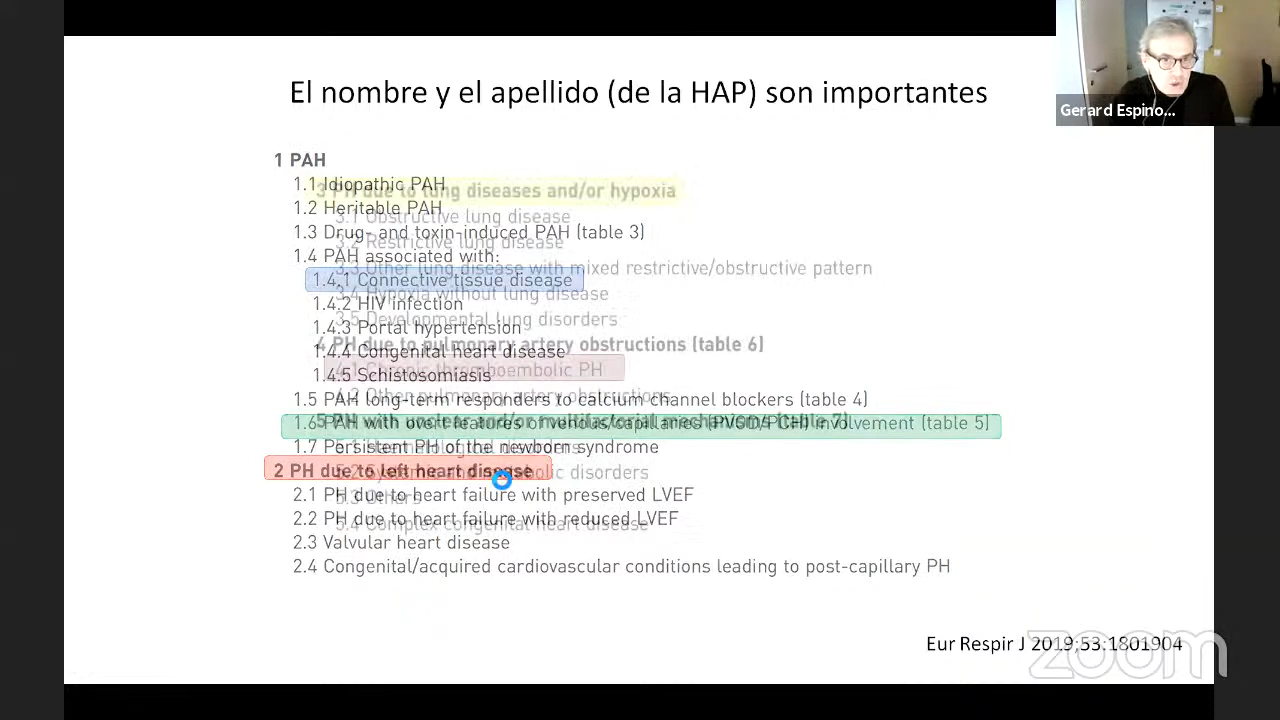 El nombre y el apellido (de la HAP) son importantes
Gerard Espino...
1 PAH
1.1 Idiopathic PAH
1.2 Heritable PAH
1.3 Drug- and toxin-induced PAH (table 3)
1.4 PAH associated with:
1.4.1 Connective tissue disease
1.4.2 HIV infection
1.4.3 Portal hypertension
1.4.4 Congenital heart disease
1.4.5 Schistosomiasis
1.5 PAH long-term responders to calcium channel blockers (table 4)
1.6 PAH with overt features of venous/capillaries (PVOD/PCH) involvement (table 5)
1.7 Persistent PH of the newborn syndrome
2 PH due to left heart disease
2.1 PH due to heart failure with preserved LVEF
2.2 PH due to heart failure with reduced LVEF
2.3 Valvular heart disease
2.4 Congenital/acquired cardiovascular conditions leading to post-capillary PH
3 PH due to lung diseases and/or hypoxia
3.1 Obstructive lung disease
3.2 Restrictive lung disease
3.3 Other lung disease with mixed restrictive/obstructive pattern
3.4 Hypoxia without lung disease
3.5 Developmental lung disorders
4 PH due to pulmonary artery obstructions (table 6)
4.1 Chronic thromboembolic PH
4.2 Other pulmonary artery obstructions
5 PH with unclear and/or multifactorial mechanisms (table 7)
5.1 Haematological disorders
5.2 Systemic and metabolic disorders
5.3 Others
5.4 Complex congenital heart disease
Eur Respir J 2019;53:1801904
zoom